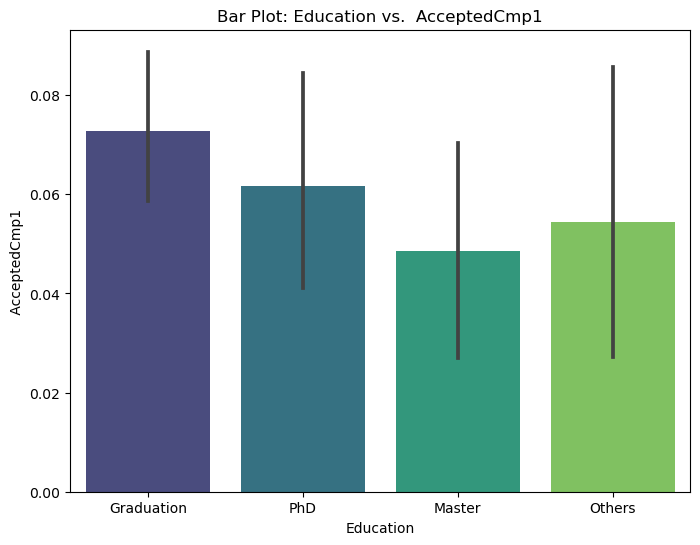 Bar Plot: Education vs.  AcceptedCmp1
AcceptedCmp1
0.08
0.06
0.04
0.02
0.00
Graduation PhD Master Others
Education